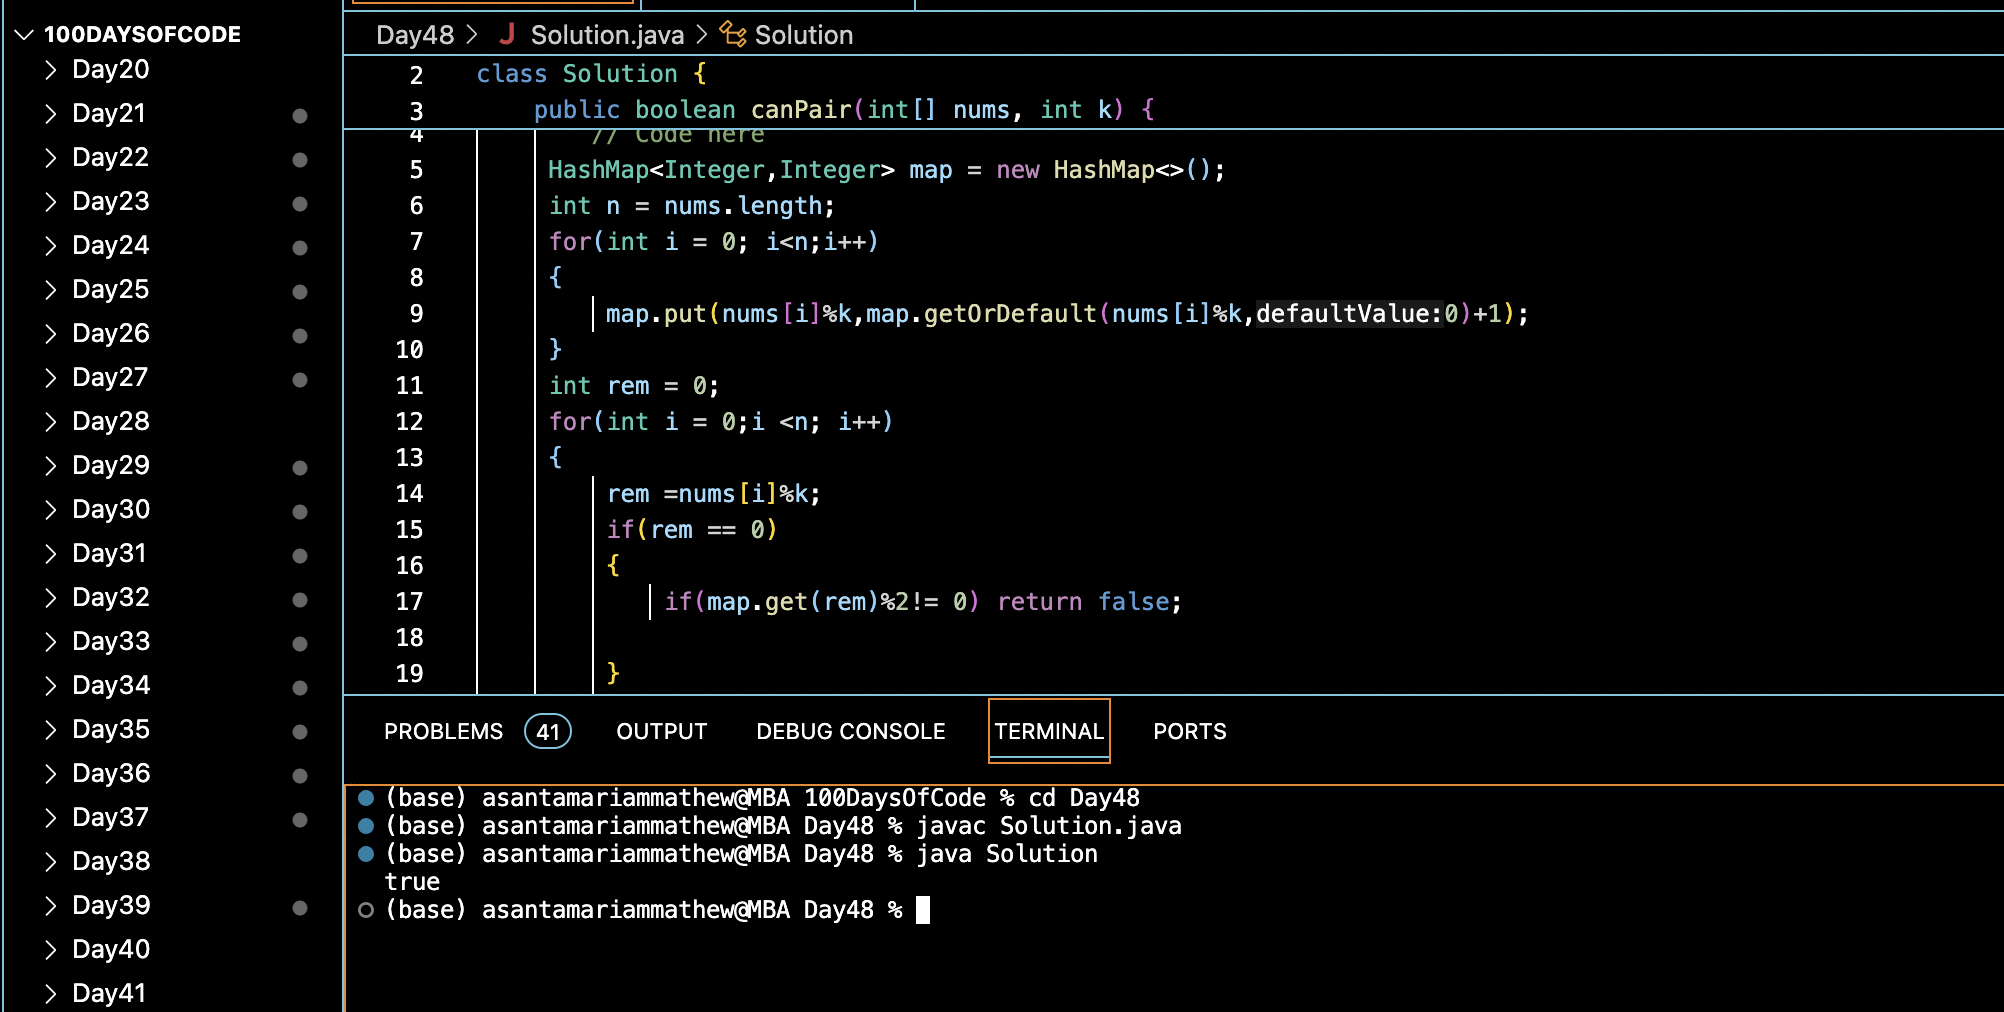 100DAYSOFCODE
Day20
Day21
Day22
Day23
Day24
Day25
Day26
Day27
Day28
Day29
Day30
Day31
Day32
Day33
Day34
Day35
Day36
Day37
Day38
Day39
Day40
Day41
Day48 > J Solution.java > Solution
2 class Solution {
3 public boolean canPair(int[] nums, int k) {
4 // Code here
5 HashMap<Integer,Integer> map = new HashMap<>();
6 int n = nums.length;
7 for(int i = 0; i<n;i++)
8 {
9 map.put(nums[i]%k,map.getOrDefault(nums[i]%k,defaultValue:0)+1);
10 }
11 int rem = 0;
12 for(int i = 0;i <n; i++)
13 {
14 rem =nums[i]%k;
15 if(rem == 0)
16 {
17 if(map.get(rem)%2!= 0) return false;
18
19 }
PROBLEMS 41 OUTPUT DEBUG CONSOLE TERMINAL PORTS
(base) asantamariammathew@MBA 100DaysOfCode % cd Day48
(base) asantamariammathew@MBA Day48 % javac Solution.java
(base) asantamariammathew@MBA Day48 % java Solution
true
(base) asantamariammathew@MBA Day48 %